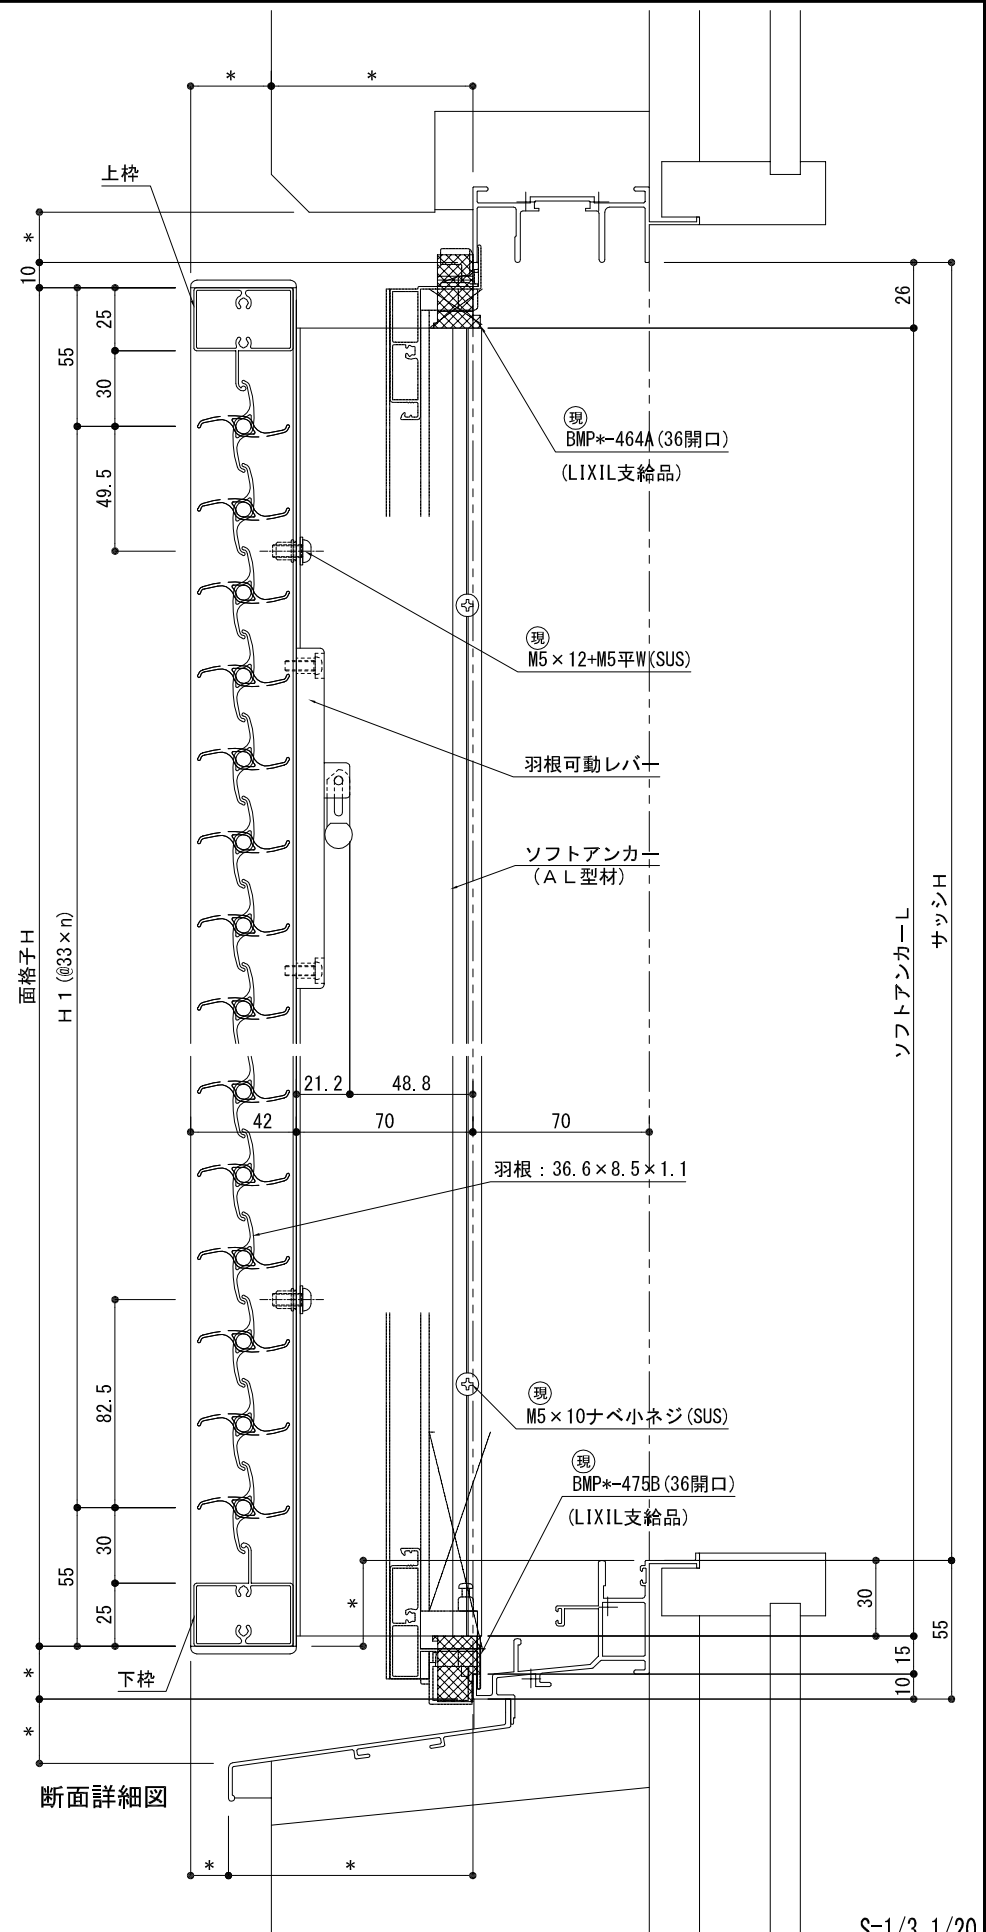 *
*
上枠
*
10
25
55
30
49.5
26
現
BMP*-464A(36開口)
(LIXIL支給品)
現
M5×12+M5平W(SUS)
羽根可動レバー
ソフトアンカー
(AL型材)
面格子H
H1(@33×n)
ソフトアンカーL
サッシH
21.2
48.8
42
70
70
羽根:36.6×8.5×1.1
82.5
現
M5×10ナベ小ネジ(SUS)
現
BMP*-475B(36開口)
(LIXIL支給品)
30
55
25
*
30
55
15
10
*
下枠
*
断面詳細図
*
*
S=1/3,1/20